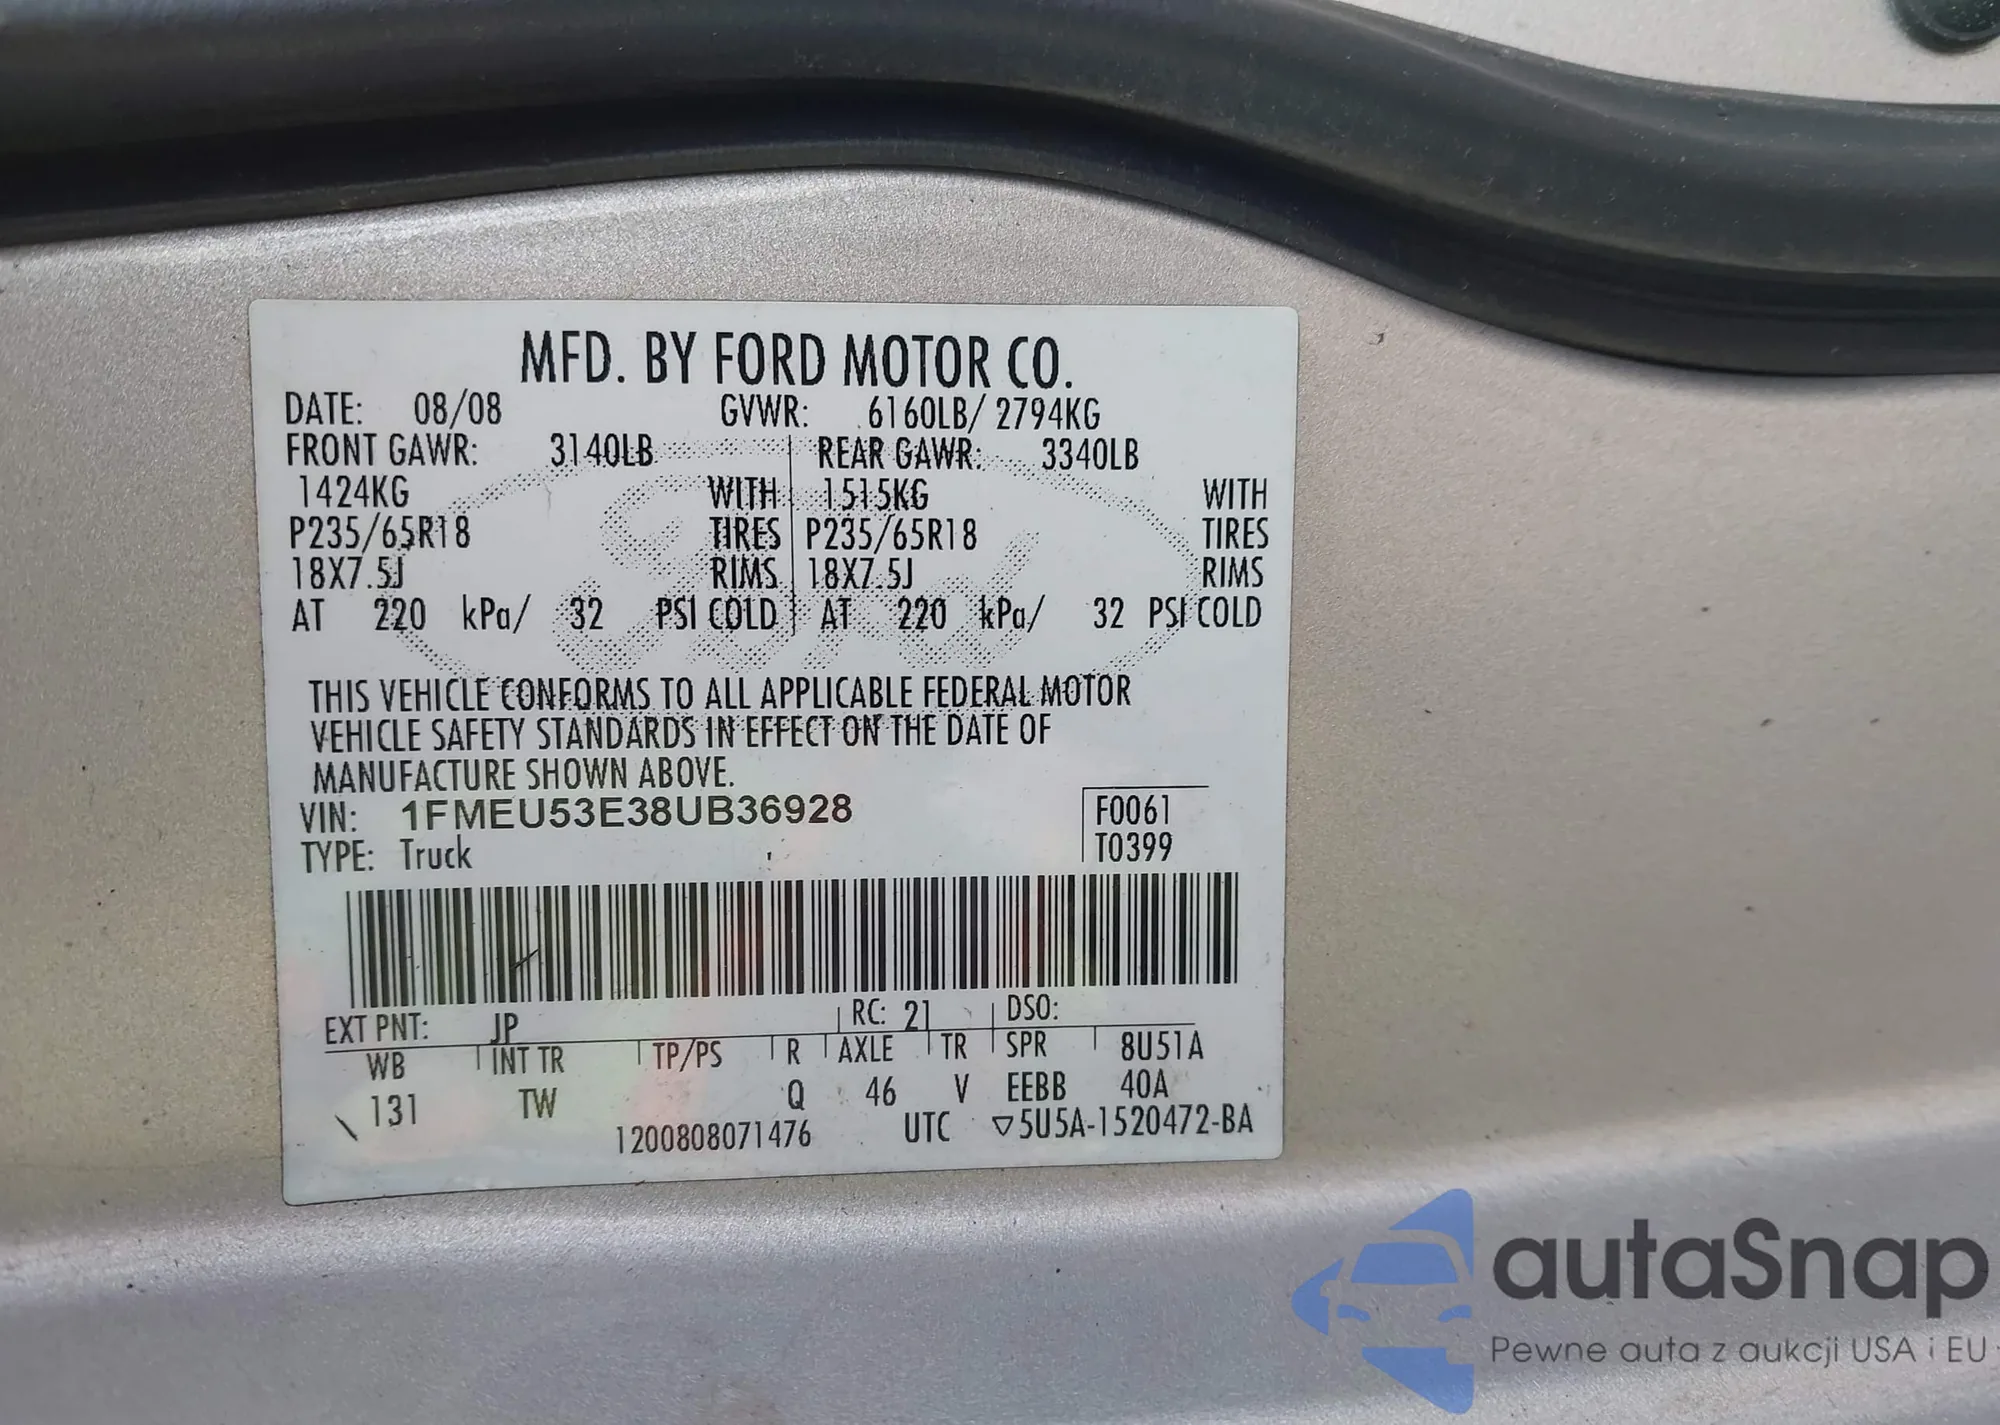 MFD. BY FORD MOTOR CO.
DATE: 08/08 GVWR: 6160LB/ 2794KG
FRONT GAWR: 3140LB REAR GAWR: 3340LB
1424KG WITH 1515KG WITH
P235/65R18 TIRES P235/65R18 TIRES
18X7.5J RIMS 18X7.5J RIMS
AT 220 kPa/ 32 PSI COLD AT 220 kPa/ 32 PSI COLD
Ford
THIS VEHICLE CONFORMS TO ALL APPLICABLE FEDERAL MOTOR
VEHICLE SAFETY STANDARDS IN EFFECT ON THE DATE OF
MANUFACTURE SHOWN ABOVE.
VIN: 1FMEU53E38UB36928 F0061
TYPE: Truck T0399
EXT PNT: JP RC: 21 DSO:
WB INT TR TP/PS R AXLE TR SPR 8U51A
131 TW Q 46 V EEBB 40A
1200808071476 UTC ▽5U5A-1520472-BA
autaSnap
Pewne auta z aukcji USA i EU